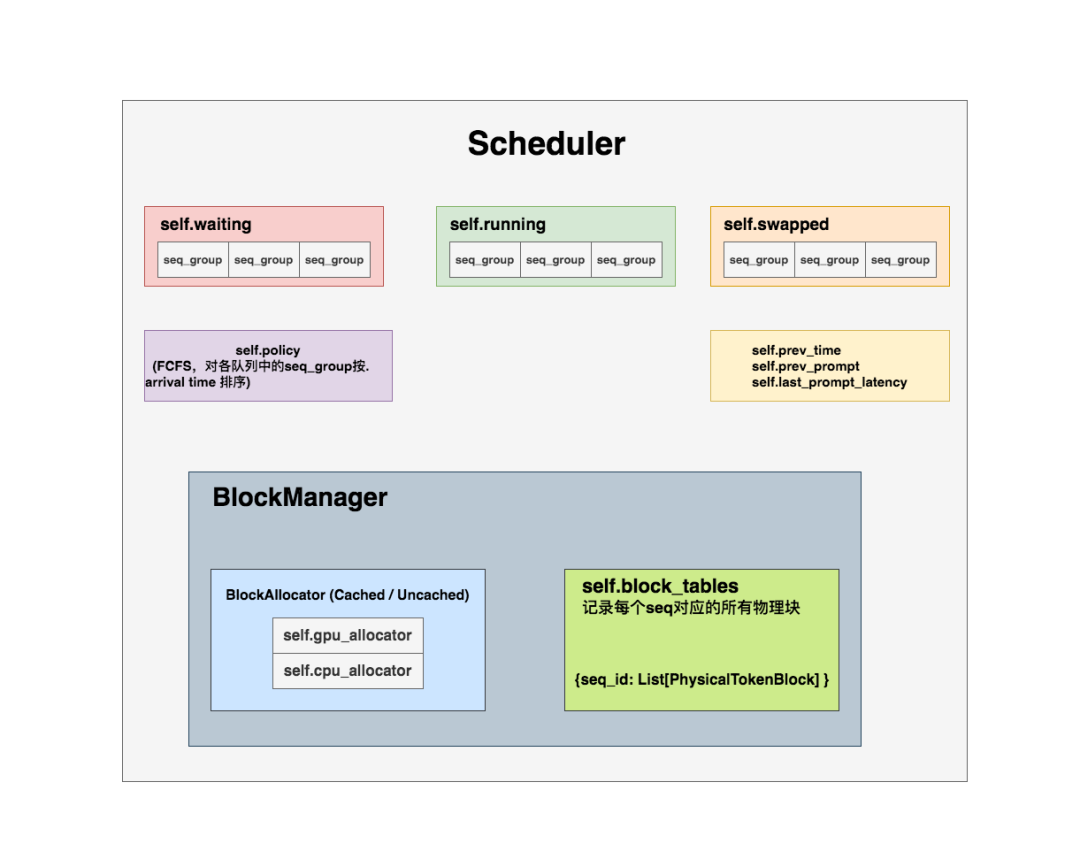 Scheduler
self.waiting
seq_group seq_group seq_group
self.running
seq_group seq_group seq_group
self.swapped
seq_group seq_group seq_group
self.policy
(FCFS，对各队列中的seq_group按.
arrival time 排序)
self.prev_time
self.prev_prompt
self.last_prompt_latency
BlockManager
BlockAllocator (Cached / Uncached)
self.gpu_allocator
self.cpu_allocator
self.block_tables
记录每个seq对应的所有物理块
{seq_id: List[PhysicalTokenBlock] }